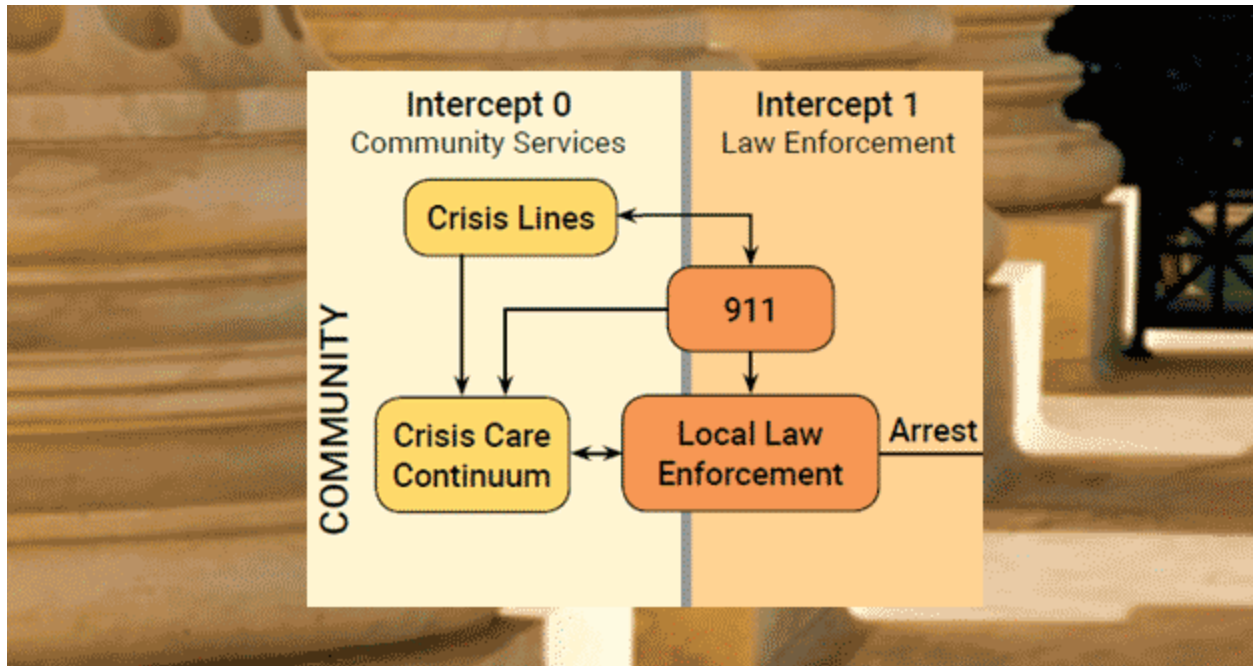 Intercept 0
Community Services
Intercept 1
Law Enforcement
Crisis Lines
911
COMMUNITY
Crisis Care
Continuum
Local Law
Enforcement
Arrest